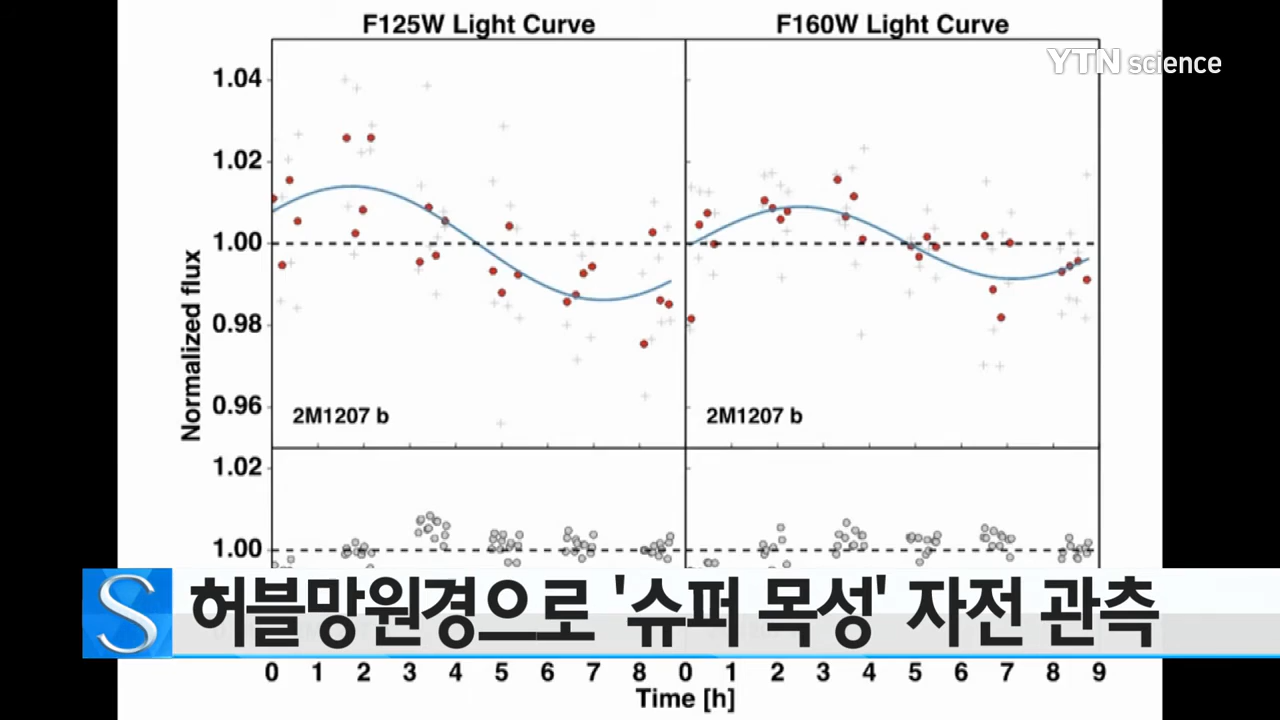 F125W Light Curve F160W Light Curve
YTN science
1.04
1.02
1.00
0.98
0.96
Normalized flux
2M1207 b 2M1207 b
1.02
1.00
S 허블망원경으로 '슈퍼 목성' 자전 관측
0 1 2 3 4 5 6 7 8 0 1 2 3 4 5 6 7 8 9
Time [h]